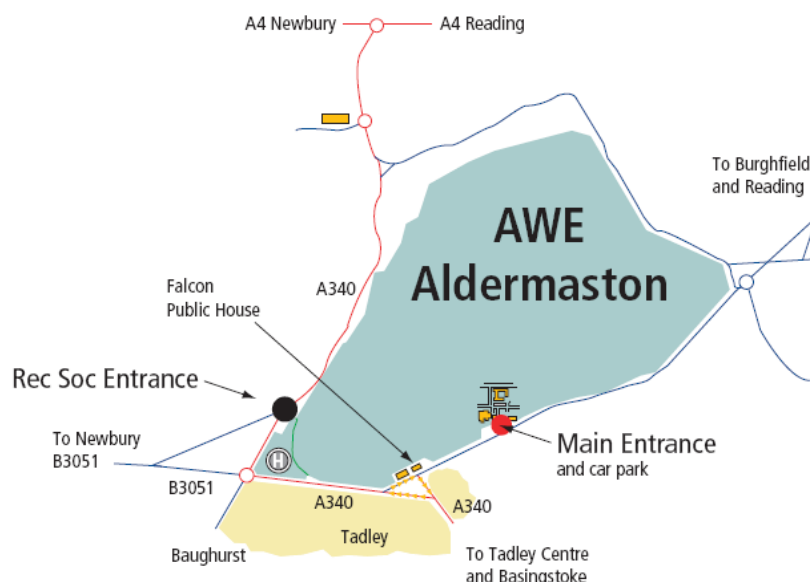 A4 Newbury
A4 Reading
To Burghfield
and Reading
AWE
Aldermaston
Falcon
Public House
A340
Rec Soc Entrance
To Newbury
B3051
Main Entrance
and car park
H
B3051
A340
A340
Tadley
Baughurst
To Tadley Centre
and Basingstoke